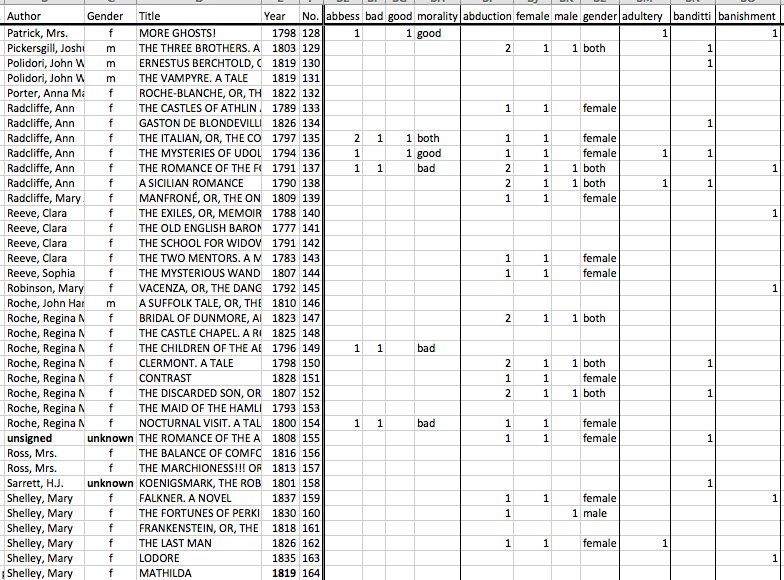 Author Gender Title Year No. abbess bad good morality abduction female male gender adultery banditti banishment
Patrick, Mrs. f MORE GHOSTS! 1798 128 1 1 good 1 1
Pickersgill, Joshu m THE THREE BROTHERS. A 1803 129 2 1 1 both 1
Polidori, John W m ERNESTUS BERCHTOLD, 1819 130 1
Polidori, John W m THE VAMPYRE. A TALE 1819 131
Porter, Anna Ma f ROCHE-BLANCHE, OR, TH 1822 132
Radcliffe, Ann f THE CASTLES OF ATHLIN 1789 133 1 1 female
Radcliffe, Ann f GASTON DE BLONDEVILL 1826 134 1
Radcliffe, Ann f THE ITALIAN, OR, THE CO 1797 135 2 1 1 both 1 1 female
Radcliffe, Ann f THE MYSTERIES OF UDOL 1794 136 1 1 good 1 1 female 1 1
Radcliffe, Ann f THE ROMANCE OF THE F 1791 137 1 1 bad 2 1 1 both 1
Radcliffe, Ann f A SICILIAN ROMANCE 1790 138 2 1 1 both 1 1
Radcliffe, Mary f MANFRONÉ, OR, THE ON 1809 139 1 1 female
Reeve, Clara f THE EXILES, OR, MEMOIR 1788 140 1
Reeve, Clara f THE OLD ENGLISH BARON 1777 141
Reeve, Clara f THE SCHOOL FOR WIDOW 1791 142
Reeve, Clara f THE TWO MENTORS. A M 1783 143 1 1 female
Reeve, Sophia f THE MYSTERIOUS WAND 1807 144 1 1 female
Robinson, Mary f VACENZA, OR, THE DANG 1792 145 1
Roche, John Har m A SUFFOLK TALE, OR, THE 1810 146
Roche, Regina M f BRIDAL OF DUNMORE, A 1823 147 2 1 1 both
Roche, Regina M f THE CASTLE CHAPEL. A R 1825 148
Roche, Regina M f THE CHILDREN OF THE AB 1796 149 1 1 bad
Roche, Regina M f CLERMONT. A TALE 1798 150 2 1 1 both 1
Roche, Regina M f CONTRAST 1828 151 1 1 female
Roche, Regina M f THE DISCARDED SON, OR 1807 152 2 1 1 both 1
Roche, Regina M f THE MAID OF THE HAMLI 1793 153
Roche, Regina M f NOCTURNAL VISIT. A TAL 1800 154 1 1 bad 1 1 female
unsigned unknown THE ROMANCE OF THE A 1808 155 1 1 female 1
Ross, Mrs. f THE BALANCE OF COMFO 1816 156
Ross, Mrs. f THE MARCHIONESS!!! OR 1813 157
Sarrett, H.J. unknown KOENIGSMARK, THE ROB 1801 158 1
Shelley, Mary f FALKNER. A NOVEL 1837 159 1 1 female 1
Shelley, Mary f THE FORTUNES OF PERKI 1830 160 1 1 male
Shelley, Mary f FRANKENSTEIN, OR, THE 1818 161
Shelley, Mary f THE LAST MAN 1826 162 1 1 female 1
Shelley, Mary f LODORE 1835 163 1
Shelley, Mary f MATHILDA 1819 164